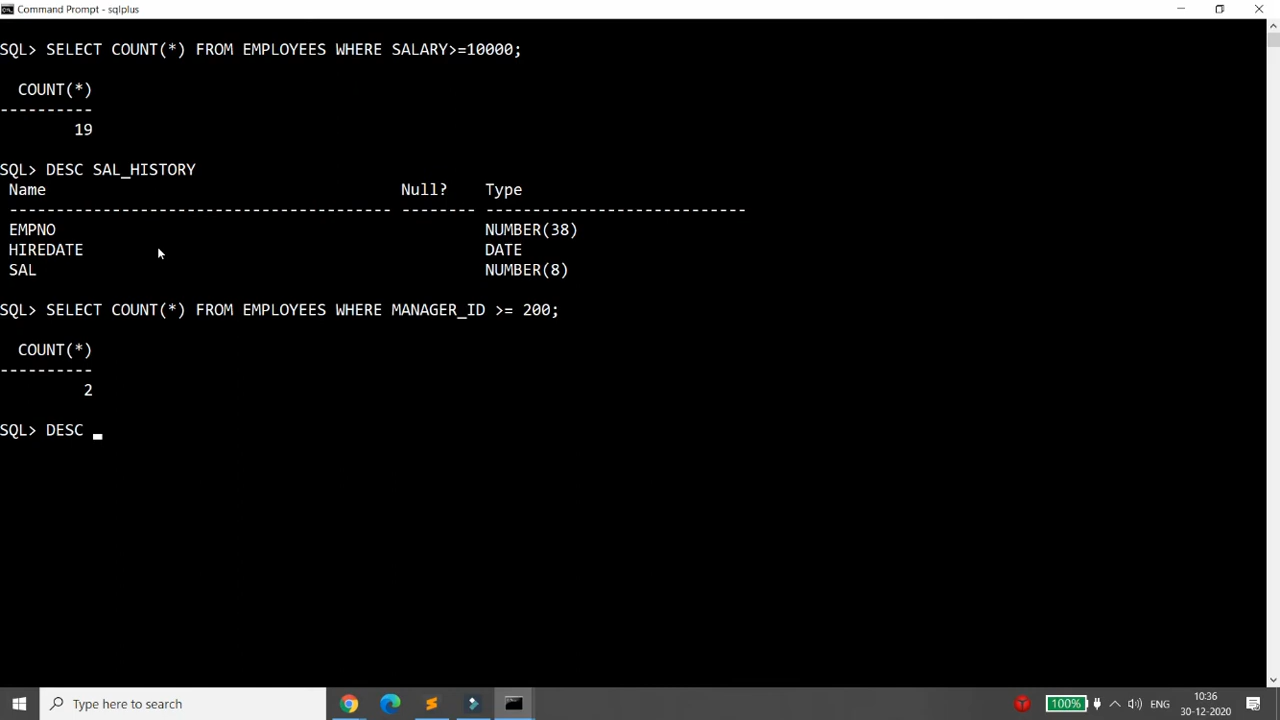 Command Prompt - sqlplus
SQL> SELECT COUNT(*) FROM EMPLOYEES WHERE SALARY>=10000;
COUNT(*)
----------
19
SQL> DESC SAL_HISTORY
Name Null? Type
----------------------------------------- -------- ----------------------------
EMPNO NUMBER(38)
HIREDATE DATE
SAL NUMBER(8)
SQL> SELECT COUNT(*) FROM EMPLOYEES WHERE MANAGER_ID >= 200;
COUNT(*)
----------
2
SQL> DESC
Type here to search
100%
ENG
10:36
30-12-2020